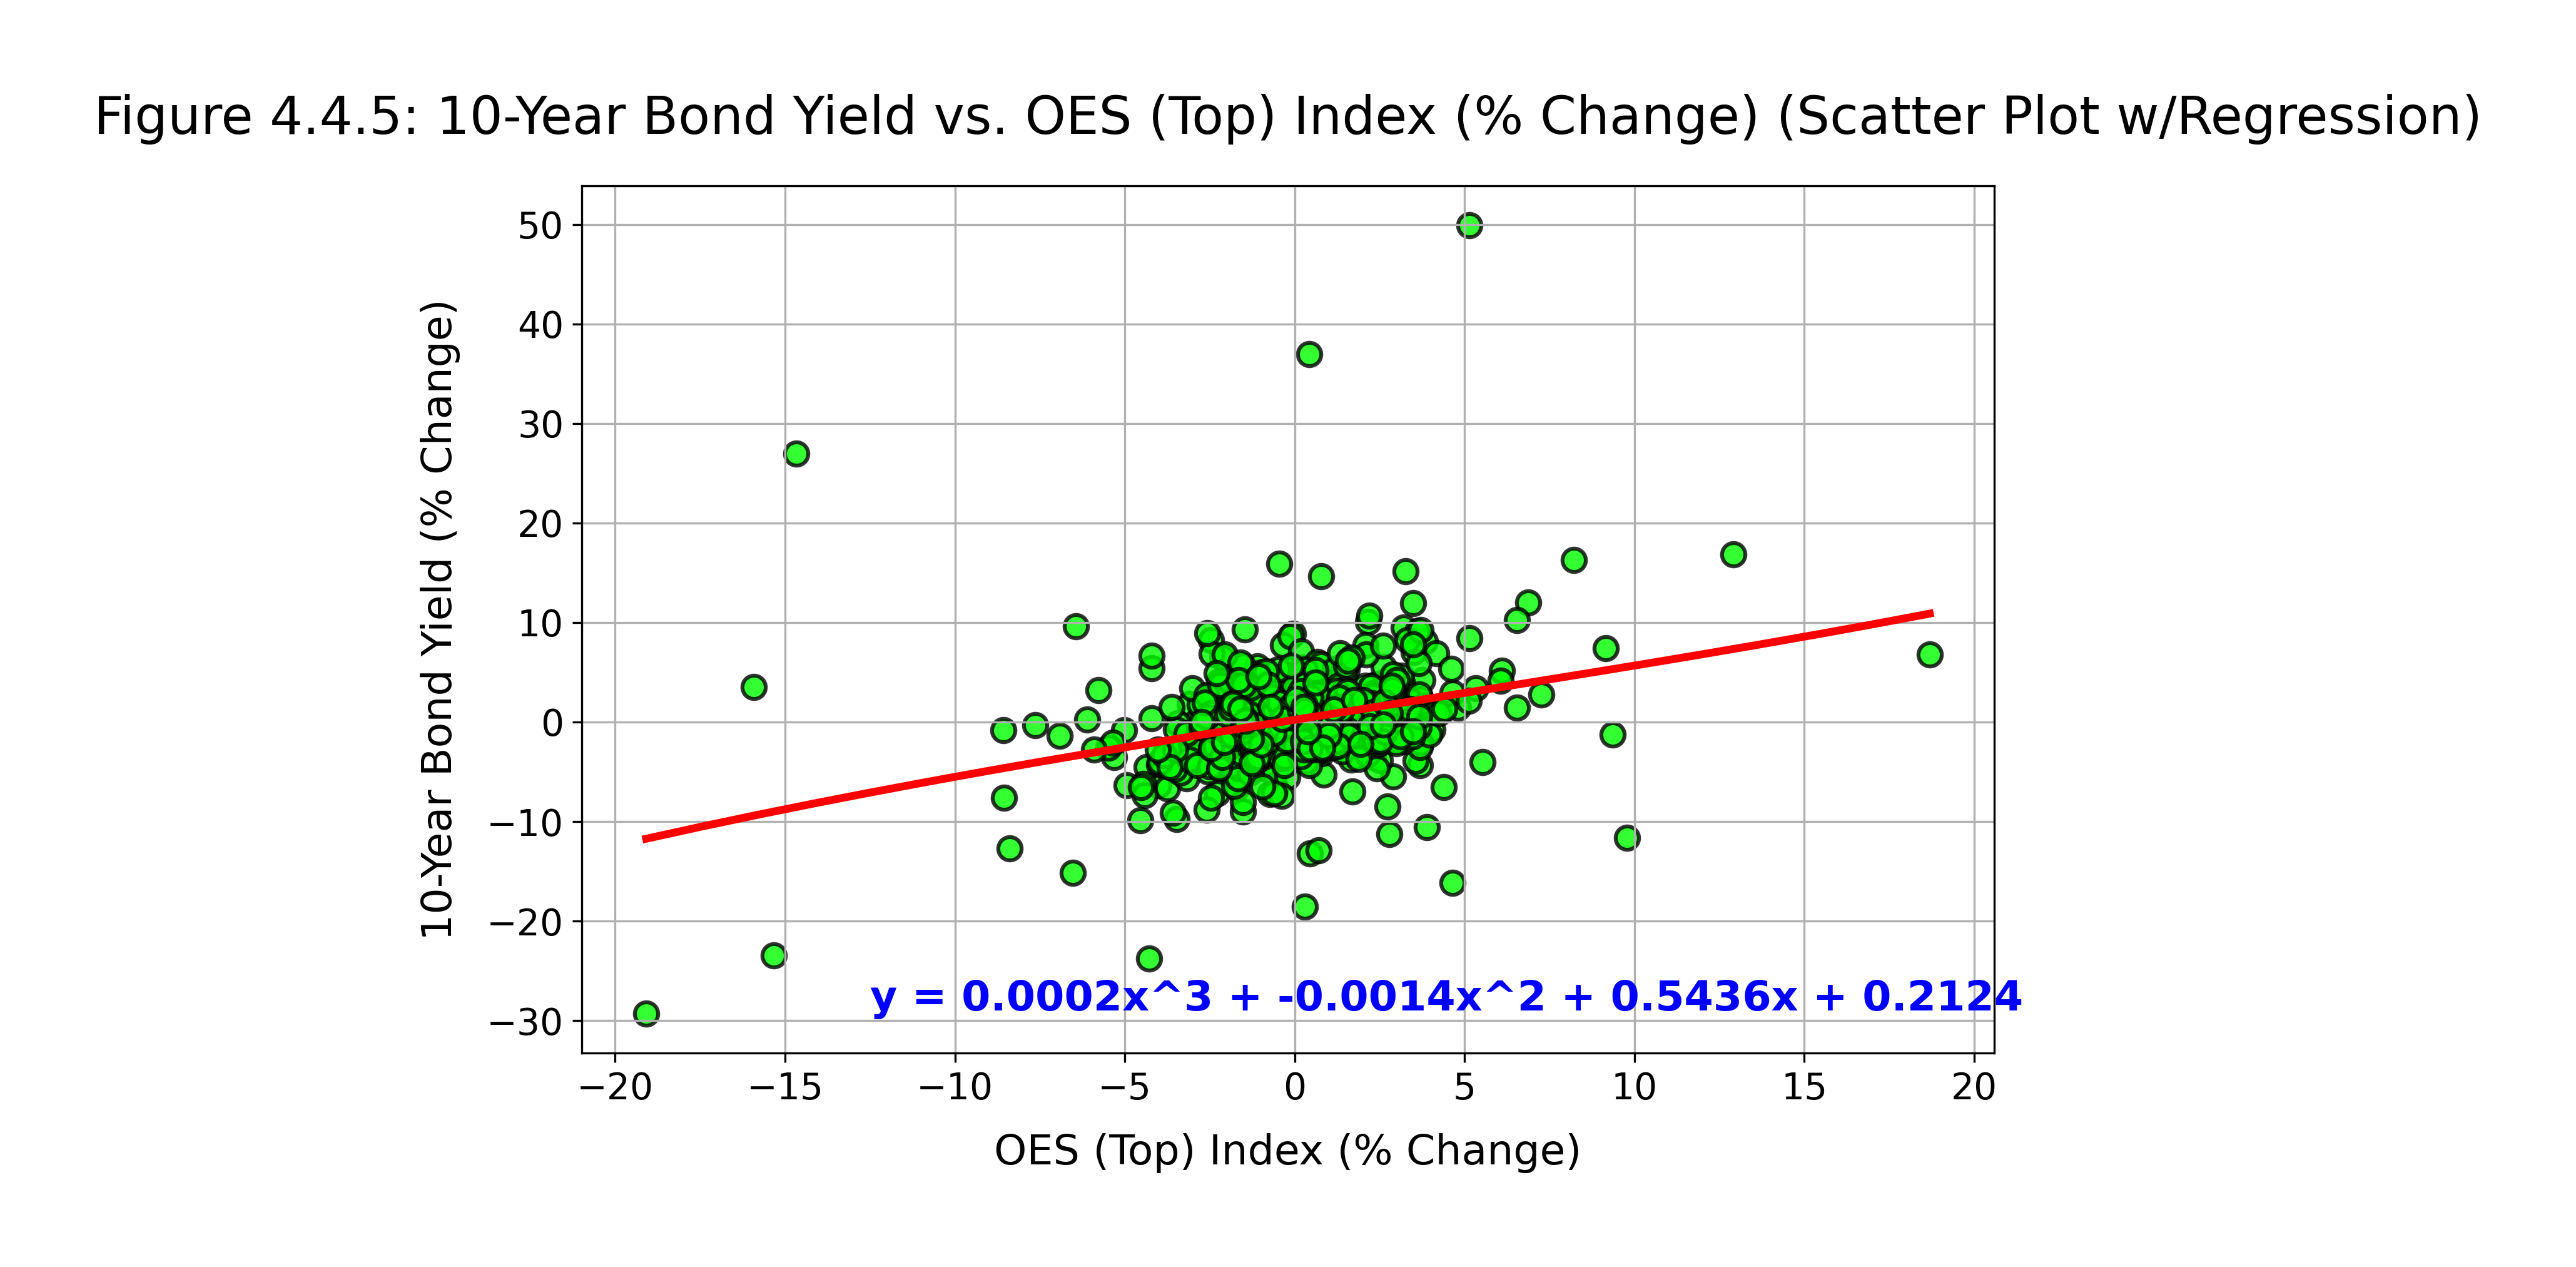 Figure 4.4.5: 10-Year Bond Yield vs. OES (Top) Index (% Change) (Scatter Plot w/Regression)
10-Year Bond Yield (% Change)
50
40
30
20
10
0
−10
−20
−30
y = 0.0002x^3 + -0.0014x^2 + 0.5436x + 0.2124
−20 −15 −10 −5 0 5 10 15 20
OES (Top) Index (% Change)